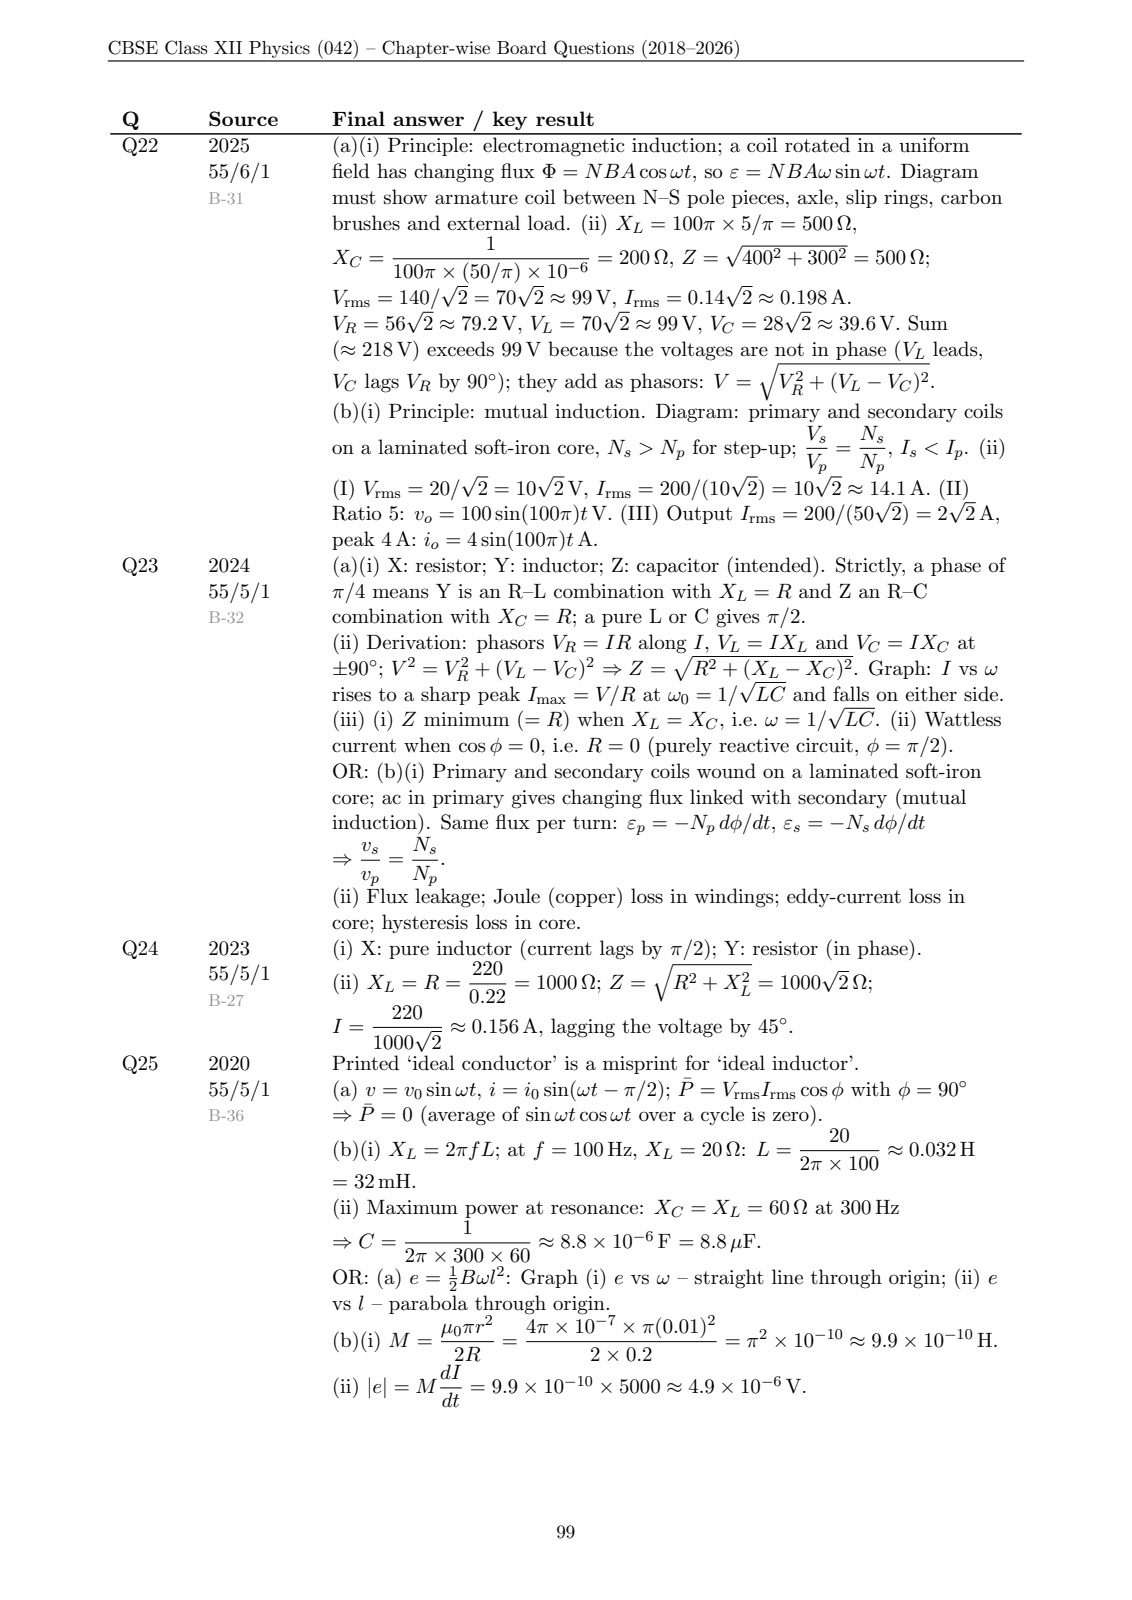 CBSE Class XII Physics (042) – Chapter-wise Board Questions (2018–2026)
Q Source Final answer / key result
Q22 2025 (a)(i) Principle: electromagnetic induction; a coil rotated in a uniform
55/6/1 field has changing flux Φ = NBA cos ωt, so ε = NBAω sin ωt. Diagram
B-31 must show armature coil between N–S pole pieces, axle, slip rings, carbon
brushes and external load. (ii) X_L = 100π × 5/π = 500 Ω,
X_C = 1/(100π × (50/π) × 10⁻⁶) = 200 Ω, Z = √(400² + 300²) = 500 Ω;
V_rms = 140/√2 = 70√2 ≈ 99 V, I_rms = 0.14√2 ≈ 0.198 A.
V_R = 56√2 ≈ 79.2 V, V_L = 70√2 ≈ 99 V, V_C = 28√2 ≈ 39.6 V. Sum
(≈ 218 V) exceeds 99 V because the voltages are not in phase (V_L leads,
V_C lags V_R by 90°); they add as phasors: V = √(V_R² + (V_L − V_C)²).
(b)(i) Principle: mutual induction. Diagram: primary and secondary coils
on a laminated soft-iron core, N_s > N_p for step-up; V_s/V_p = N_s/N_p, I_s < I_p. (ii)
(I) V_rms = 20/√2 = 10√2 V, I_rms = 200/(10√2) = 10√2 ≈ 14.1 A. (II)
Ratio 5: v_o = 100 sin(100π)t V. (III) Output I_rms = 200/(50√2) = 2√2 A,
peak 4 A: i_o = 4 sin(100π)t A.
Q23 2024 (a)(i) X: resistor; Y: inductor; Z: capacitor (intended). Strictly, a phase of
55/5/1 π/4 means Y is an R–L combination with X_L = R and Z an R–C
B-32 combination with X_C = R; a pure L or C gives π/2.
(ii) Derivation: phasors V_R = IR along I, V_L = IX_L and V_C = IX_C at
±90°; V² = V_R² + (V_L − V_C)² ⇒ Z = √(R² + (X_L − X_C)²). Graph: I vs ω
rises to a sharp peak I_max = V/R at ω₀ = 1/√LC and falls on either side.
(iii) (i) Z minimum (= R) when X_L = X_C, i.e. ω = 1/√LC. (ii) Wattless
current when cos ϕ = 0, i.e. R = 0 (purely reactive circuit, ϕ = π/2).
OR: (b)(i) Primary and secondary coils wound on a laminated soft-iron
core; ac in primary gives changing flux linked with secondary (mutual
induction). Same flux per turn: ε_p = −N_p dϕ/dt, ε_s = −N_s dϕ/dt
⇒ v_s/v_p = N_s/N_p.
(ii) Flux leakage; Joule (copper) loss in windings; eddy-current loss in
core; hysteresis loss in core.
Q24 2023 (i) X: pure inductor (current lags by π/2); Y: resistor (in phase).
55/5/1 (ii) X_L = R = 220/0.22 = 1000 Ω; Z = √(R² + X_L²) = 1000√2 Ω;
B-27
I = 220/(1000√2) ≈ 0.156 A, lagging the voltage by 45°.
Q25 2020 Printed ‘ideal conductor’ is a misprint for ‘ideal inductor’.
55/5/1 (a) v = v₀ sin ωt, i = i₀ sin(ωt − π/2); P̄ = V_rms I_rms cos ϕ with ϕ = 90°
B-36 ⇒ P̄ = 0 (average of sin ωt cos ωt over a cycle is zero).
(b)(i) X_L = 2πfL; at f = 100 Hz, X_L = 20 Ω: L = 20/(2π × 100) ≈ 0.032 H
= 32 mH.
(ii) Maximum power at resonance: X_C = X_L = 60 Ω at 300 Hz
⇒ C = 1/(2π × 300 × 60) ≈ 8.8 × 10⁻⁶ F = 8.8 μF.
OR: (a) e = ½Bωl²: Graph (i) e vs ω – straight line through origin; (ii) e
vs l – parabola through origin.
(b)(i) M = μ₀πr²/2R = (4π × 10⁻⁷ × π(0.01)²)/(2 × 0.2) = π² × 10⁻¹⁰ ≈ 9.9 × 10⁻¹⁰ H.
(ii) |e| = M dI/dt = 9.9 × 10⁻¹⁰ × 5000 ≈ 4.9 × 10⁻⁶ V.
99